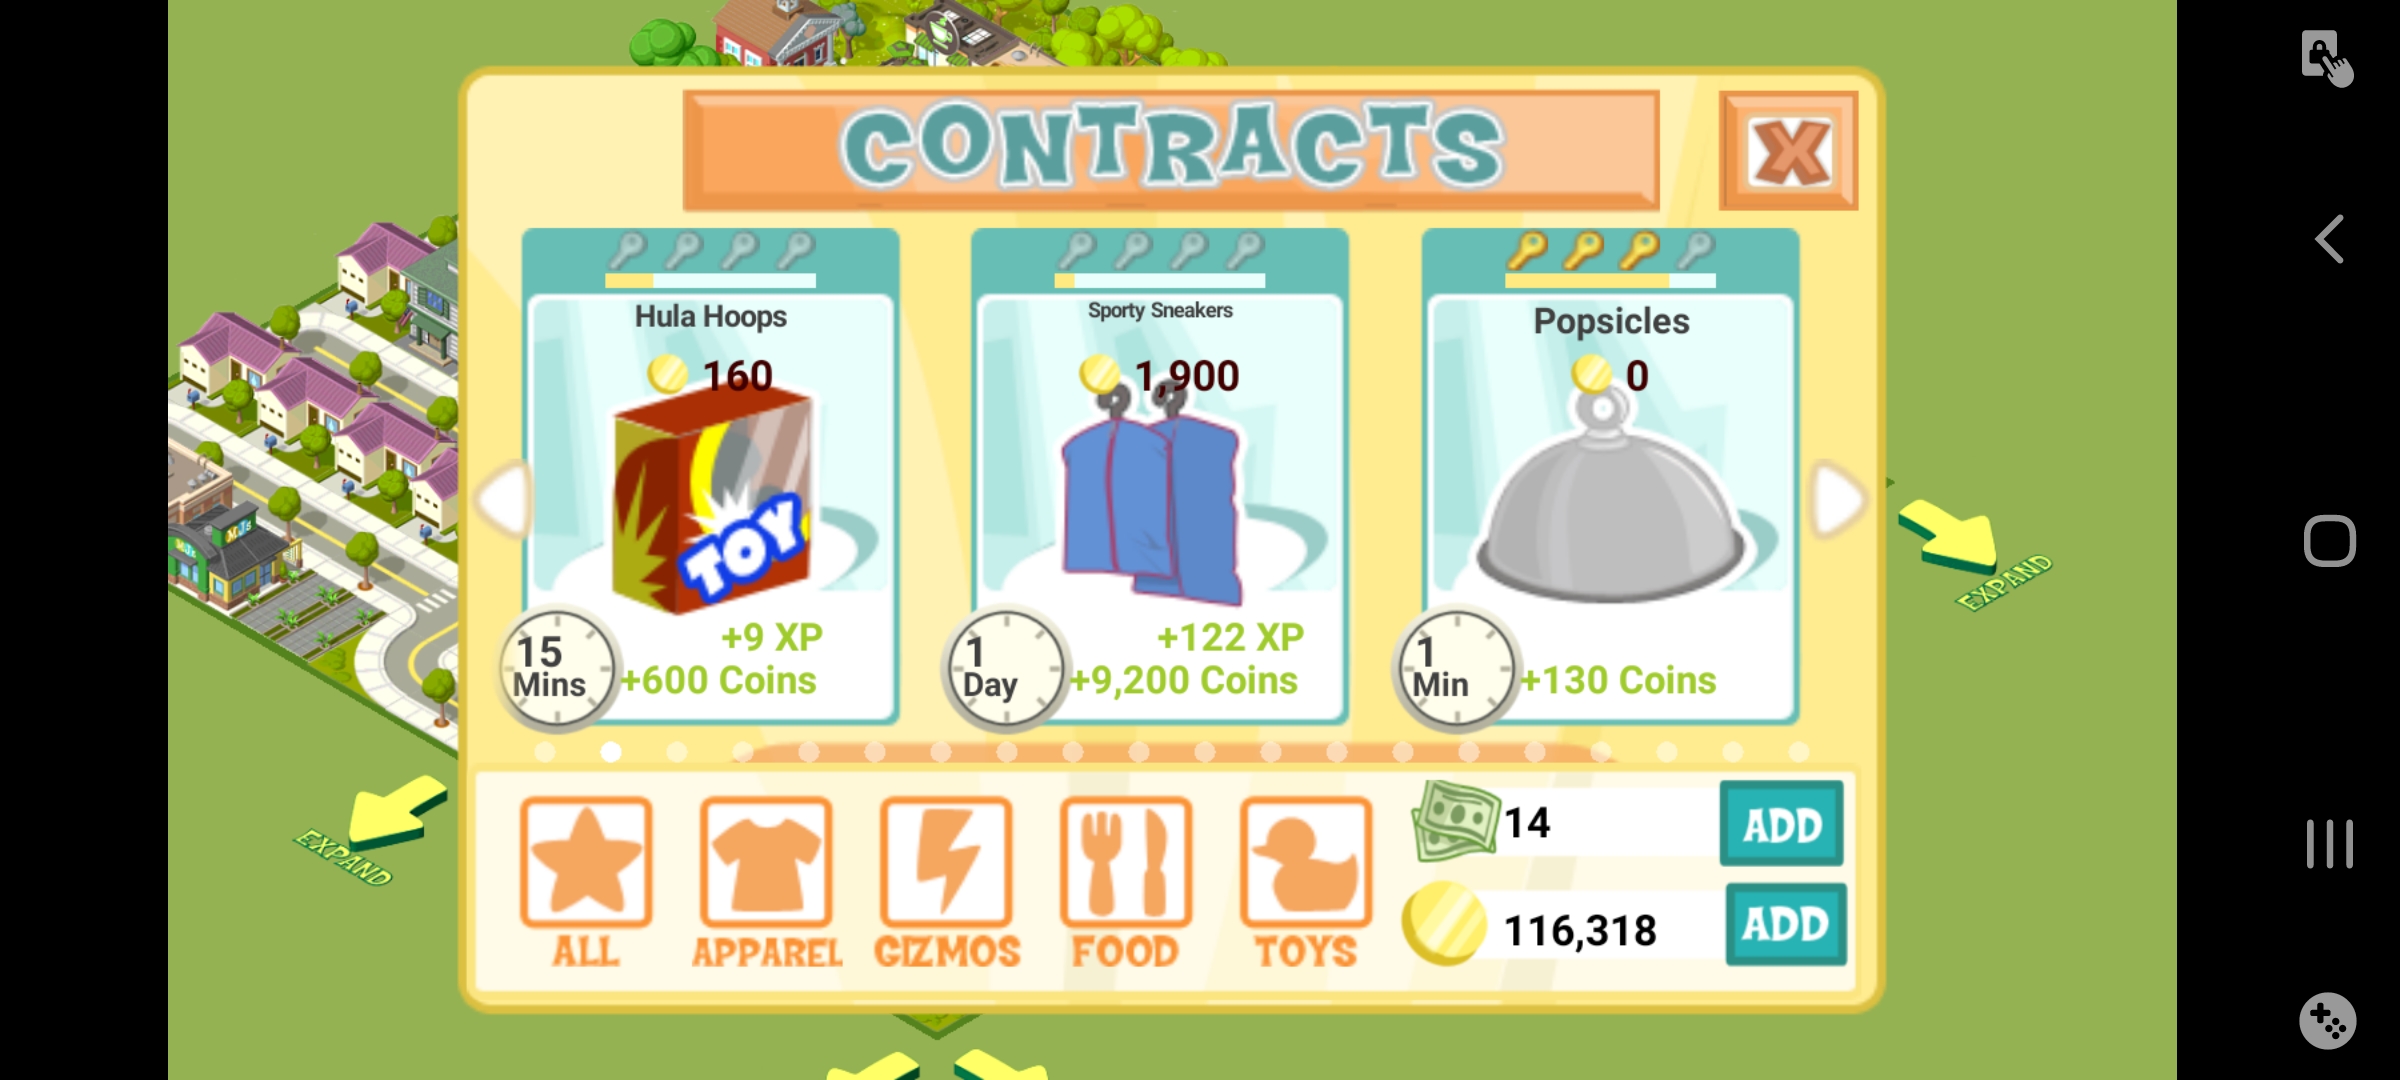 CONTRACTS
X
Hula Hoops
160
TOY
15
Mins
+9 XP
+600 Coins
Sporty Sneakers
1,900
1
Day
+122 XP
+9,200 Coins
Popsicles
0
1
Min
+130 Coins
MJ's
EXPAND
EXPAND
ALL
APPAREL
GIZMOS
FOOD
TOYS
14
ADD
116,318
ADD